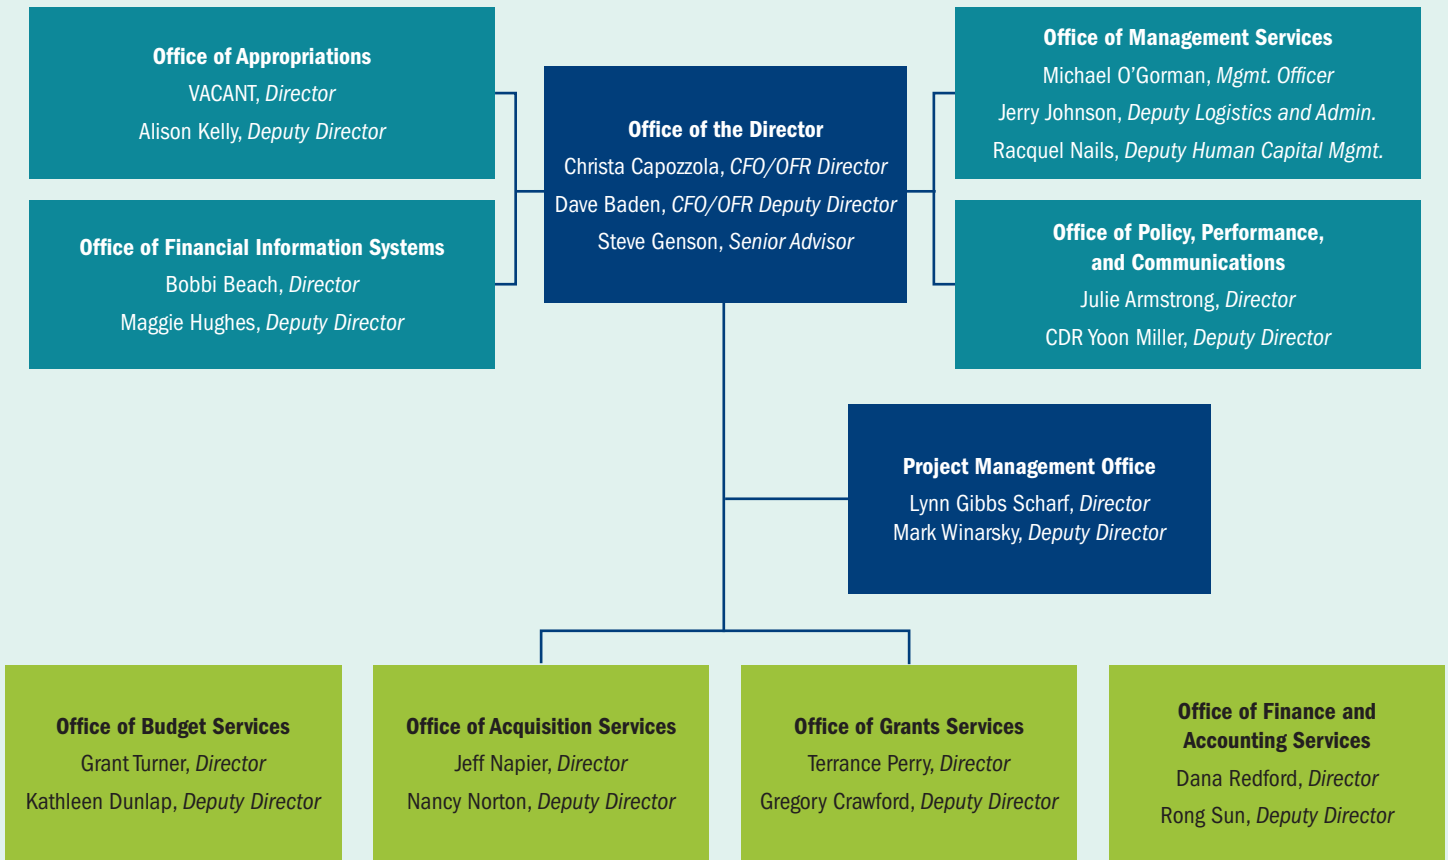 Office of Appropriations
VACANT, Director
Alison Kelly, Deputy Director
Office of Financial Information Systems
Bobbi Beach, Director
Maggie Hughes, Deputy Director
Office of the Director
Christa Capozzola, CFO/OFR Director
Dave Baden, CFO/OFR Deputy Director
Steve Genson, Senior Advisor
Office of Management Services
Michael O’Gorman, Mgmt. Officer
Jerry Johnson, Deputy Logistics and Admin.
Racquel Nails, Deputy Human Capital Mgmt.
Office of Policy, Performance,
and Communications
Julie Armstrong, Director
CDR Yoon Miller, Deputy Director
Project Management Office
Lynn Gibbs Scharf, Director
Mark Winarsky, Deputy Director
Office of Budget Services
Grant Turner, Director
Kathleen Dunlap, Deputy Director
Office of Acquisition Services
Jeff Napier, Director
Nancy Norton, Deputy Director
Office of Grants Services
Terrance Perry, Director
Gregory Crawford, Deputy Director
Office of Finance and
Accounting Services
Dana Redford, Director
Rong Sun, Deputy Director